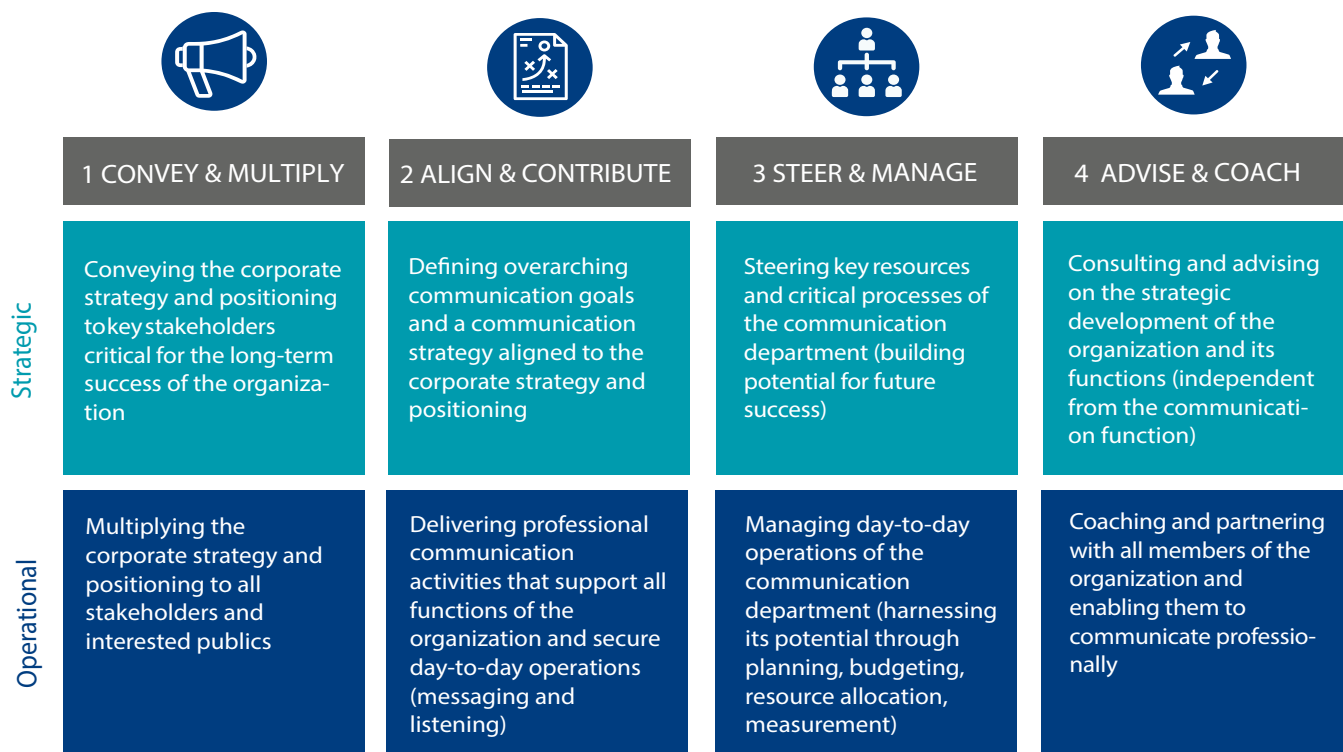 1 CONVEY & MULTIPLY
2 ALIGN & CONTRIBUTE
3 STEER & MANAGE
4 ADVISE & COACH
Strategic
Conveying the corporate
strategy and positioning
to key stakeholders
critical for the long-term
success of the organiza-
tion
Defining overarching
communication goals
and a communication
strategy aligned to the
corporate strategy and
positioning
Steering key resources
and critical processes of
the communication
department (building
potential for future
success)
Consulting and advising
on the strategic
development of the
organization and its
functions (independent
from the communicati-
on function)
Operational
Multiplying the
corporate strategy and
positioning to all
stakeholders and
interested publics
Delivering professional
communication
activities that support all
functions of the
organization and secure
day-to-day operations
(messaging and
listening)
Managing day-to-day
operations of the
communication
department (harnessing
its potential through
planning, budgeting,
resource allocation,
measurement)
Coaching and partnering
with all members of the
organization and
enabling them to
communicate professio-
nally